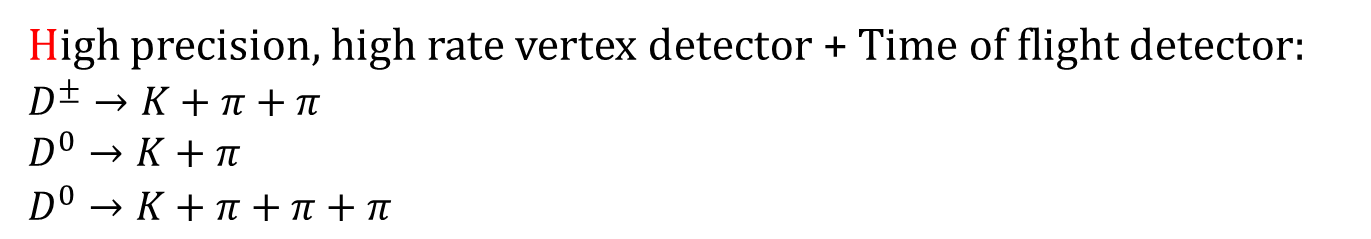 High precision, high rate vertex detector + Time of flight detector:
D± → K + π + π
D⁰ → K + π
D⁰ → K + π + π + π